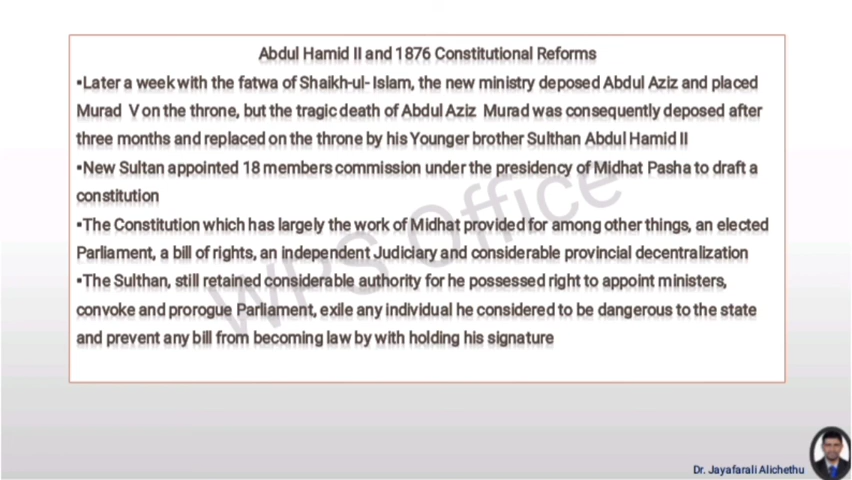 Abdul Hamid II and 1876 Constitutional Reforms
▪Later a week with the fatwa of Shaikh-ul- Islam, the new ministry deposed Abdul Aziz and placed
Murad V on the throne, but the tragic death of Abdul Aziz Murad was consequently deposed after
three months and replaced on the throne by his Younger brother Sulthan Abdul Hamid II
▪New Sultan appointed 18 members commission under the presidency of Midhat Pasha to draft a
constitution
▪The Constitution which has largely the work of Midhat provided for among other things, an elected
Parliament, a bill of rights, an independent Judiciary and considerable provincial decentralization
▪The Sulthan, still retained considerable authority for he possessed right to appoint ministers,
convoke and prorogue Parliament, exile any individual he considered to be dangerous to the state
and prevent any bill from becoming law by with holding his signature
WPS Office
Dr. Jayafarali Alichethu